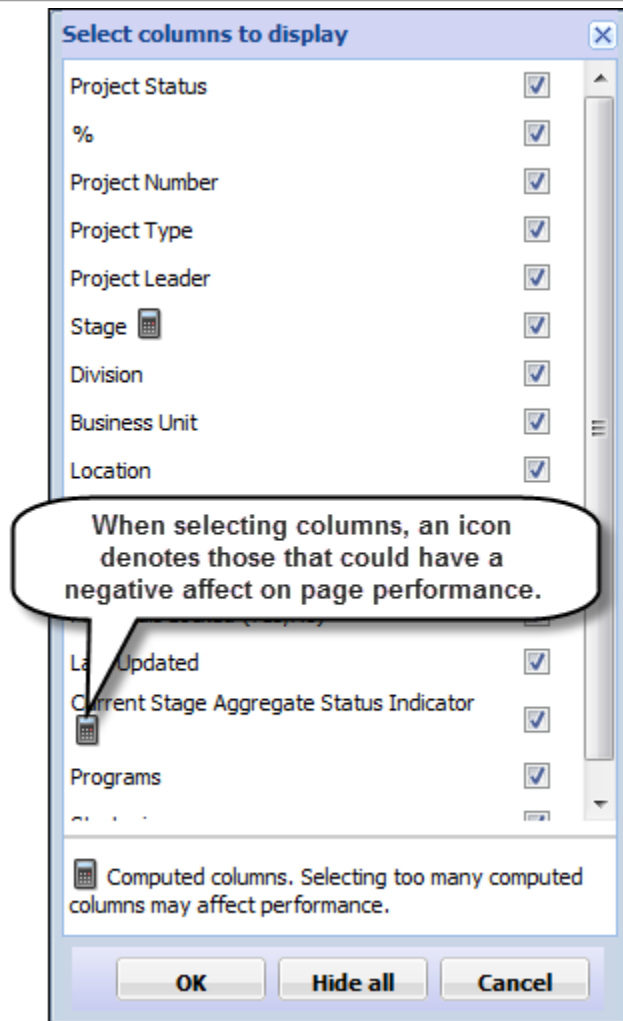 Select columns to display
Project Status
%
Project Number
Project Type
Project Leader
Stage
Division
Business Unit
Location
When selecting columns, an icon
denotes those that could have a
negative affect on page performance.
Updated
Current Stage Aggregate Status Indicator
Programs
Computed columns. Selecting too many computed
columns may affect performance.
OK Hide all Cancel